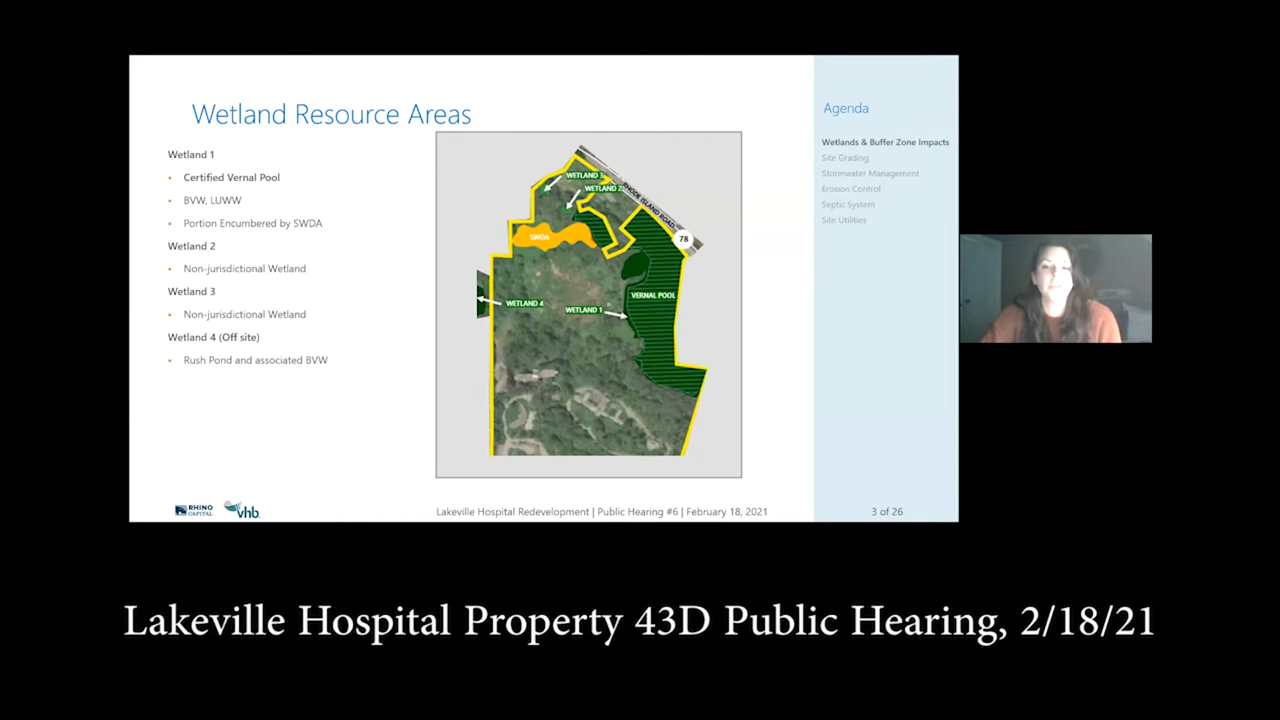 Wetland Resource Areas
Wetland 1
• Certified Vernal Pool
• BVW, LUWW
• Portion Encumbered by SWDA
Wetland 2
• Non-jurisdictional Wetland
Wetland 3
• Non-jurisdictional Wetland
Wetland 4 (Off site)
• Rush Pond and associated BVW
WETLAND 3
WETLAND 2
RHODE ISLAND ROAD
78
SWDA
VERNAL POOL
WETLAND 4
WETLAND 1
Agenda
Wetlands & Buffer Zone Impacts
Site Grading
Stormwater Management
Erosion Control
Septic System
Site Utilities
RHINO
CAPITAL
vhb
Lakeville Hospital Redevelopment | Public Hearing #6 | February 18, 2021
3 of 26
Lakeville Hospital Property 43D Public Hearing, 2/18/21